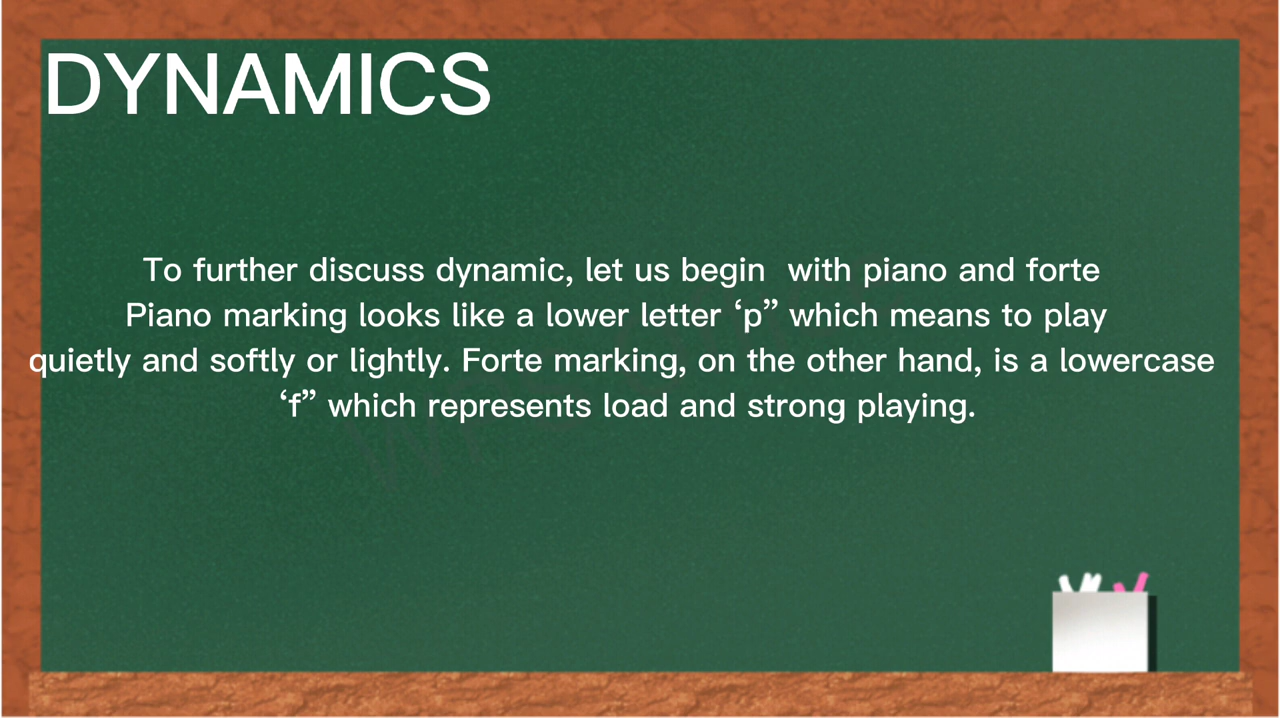 DYNAMICS
To further discuss dynamic, let us begin  with piano and forte
Piano marking looks like a lower letter ‘p” which means to play
quietly and softly or lightly. Forte marking, on the other hand, is a lowercase
‘f” which represents load and strong playing.